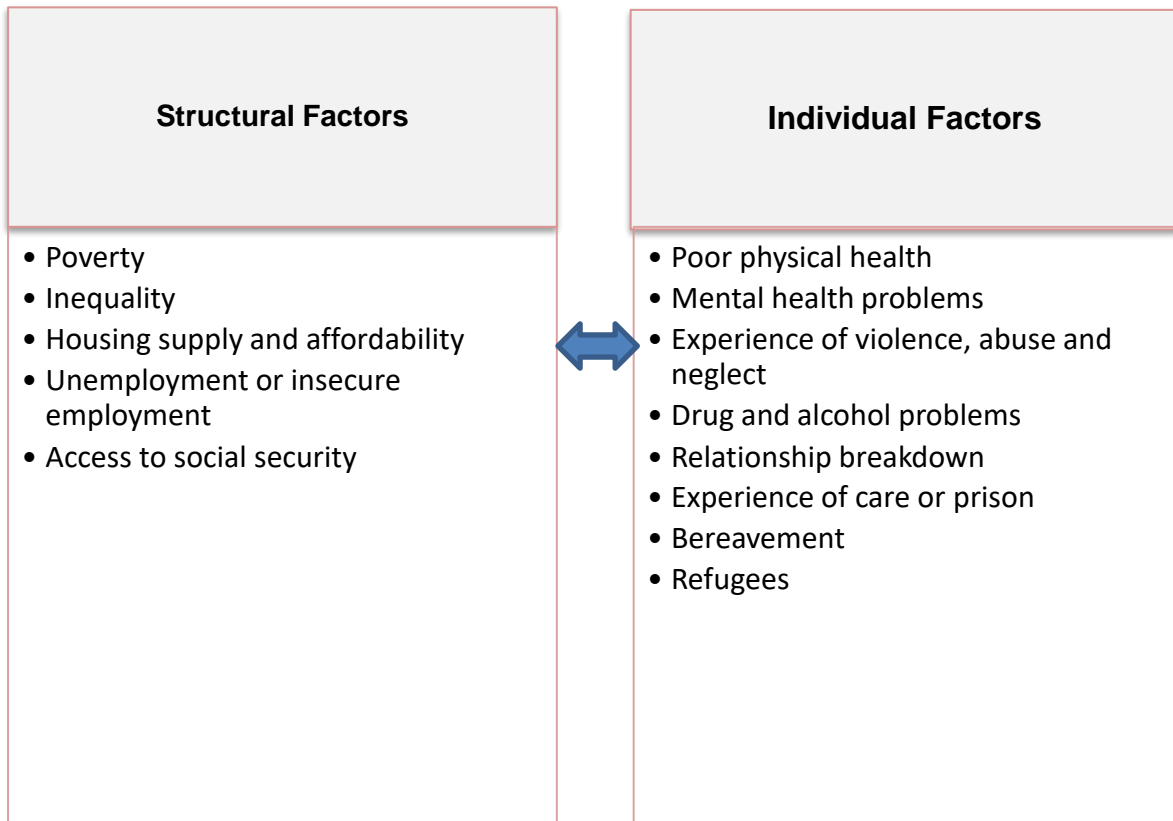 Structural Factors
• Poverty
• Inequality
• Housing supply and affordability
• Unemployment or insecure
employment
• Access to social security
Individual Factors
• Poor physical health
• Mental health problems
• Experience of violence, abuse and
neglect
• Drug and alcohol problems
• Relationship breakdown
• Experience of care or prison
• Bereavement
• Refugees